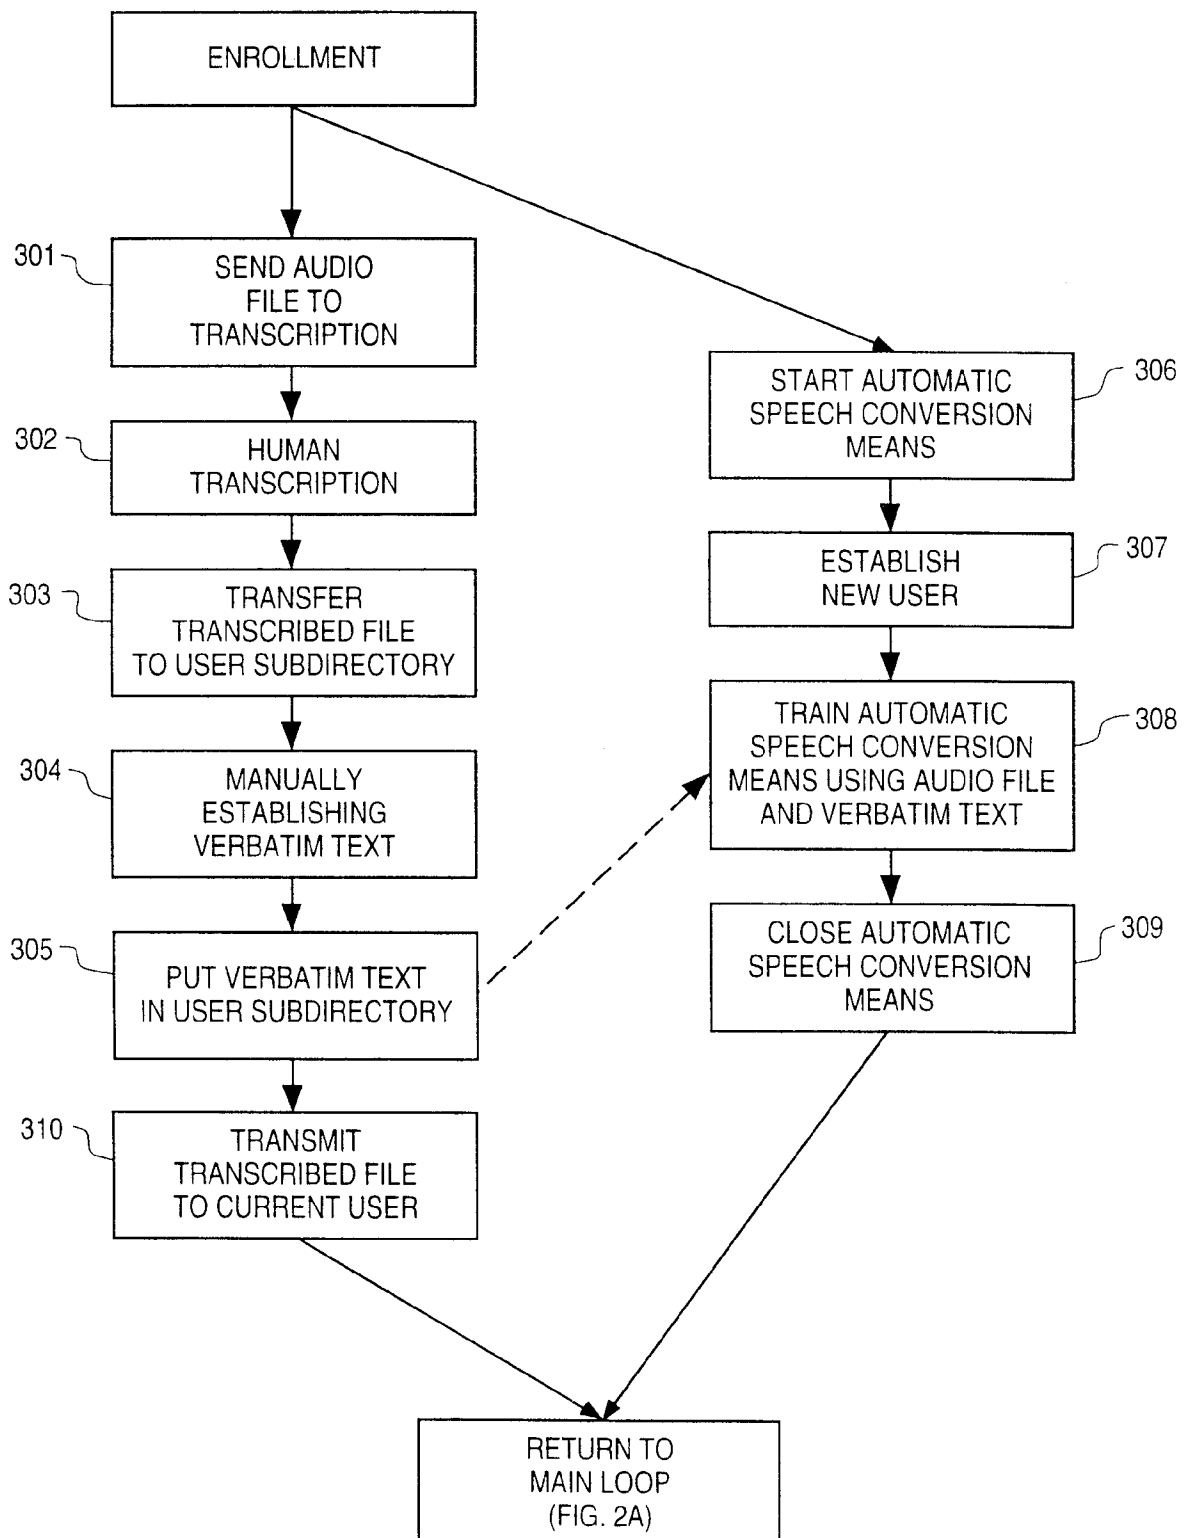 ENROLLMENT
301
SEND AUDIO
FILE TO
TRANSCRIPTION
302
HUMAN
TRANSCRIPTION
303
TRANSFER
TRANSCRIBED FILE
TO USER SUBDIRECTORY
304
MANUALLY
ESTABLISHING
VERBATIM TEXT
305
PUT VERBATIM TEXT
IN USER SUBDIRECTORY
310
TRANSMIT
TRANSCRIBED FILE
TO CURRENT USER
306
START AUTOMATIC
SPEECH CONVERSION
MEANS
307
ESTABLISH
NEW USER
308
TRAIN AUTOMATIC
SPEECH CONVERSION
MEANS USING AUDIO FILE
AND VERBATIM TEXT
309
CLOSE AUTOMATIC
SPEECH CONVERSION
MEANS
RETURN TO
MAIN LOOP
(FIG. 2A)